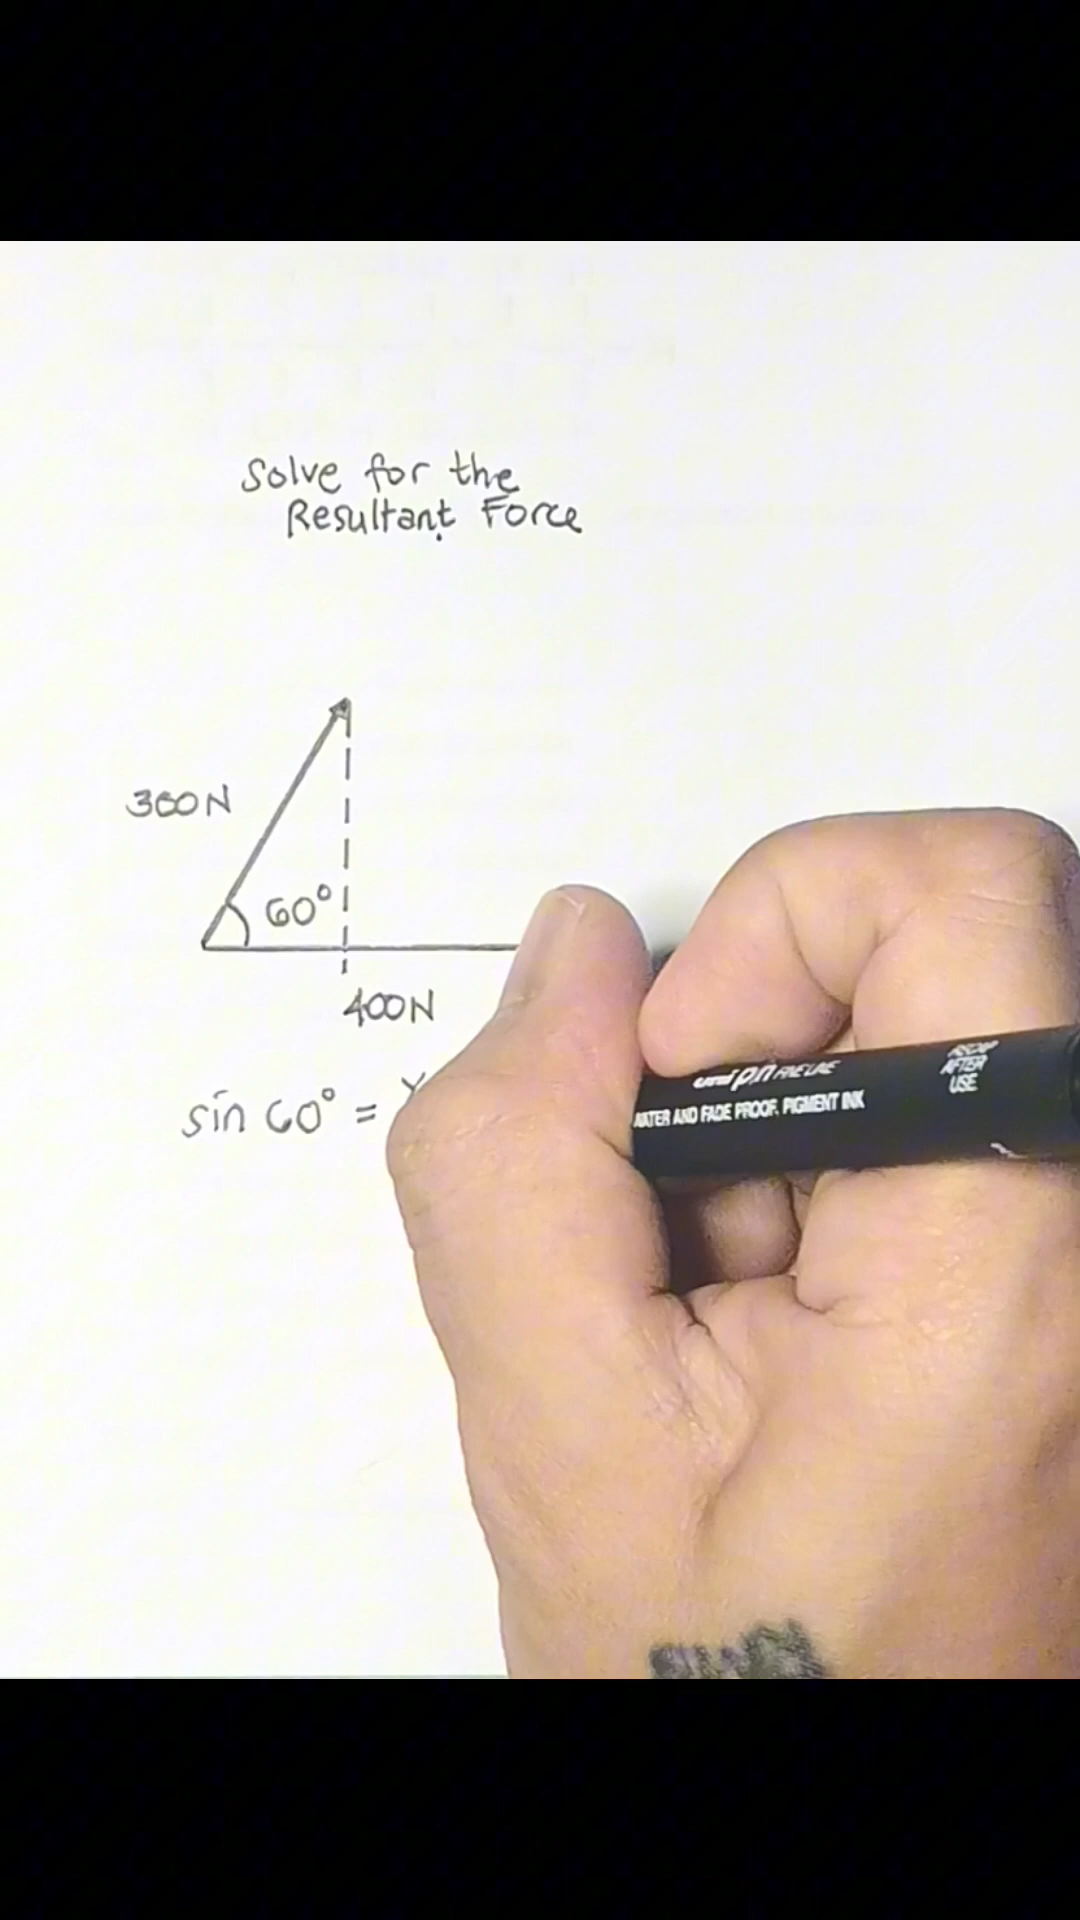 Solve for the
Resultant Force
300N
60°
400N
sin 60° = Y
uni pin FINE LINE
WATER AND FADE PROOF, PIGMENT INK
RECAP
AFTER
USE